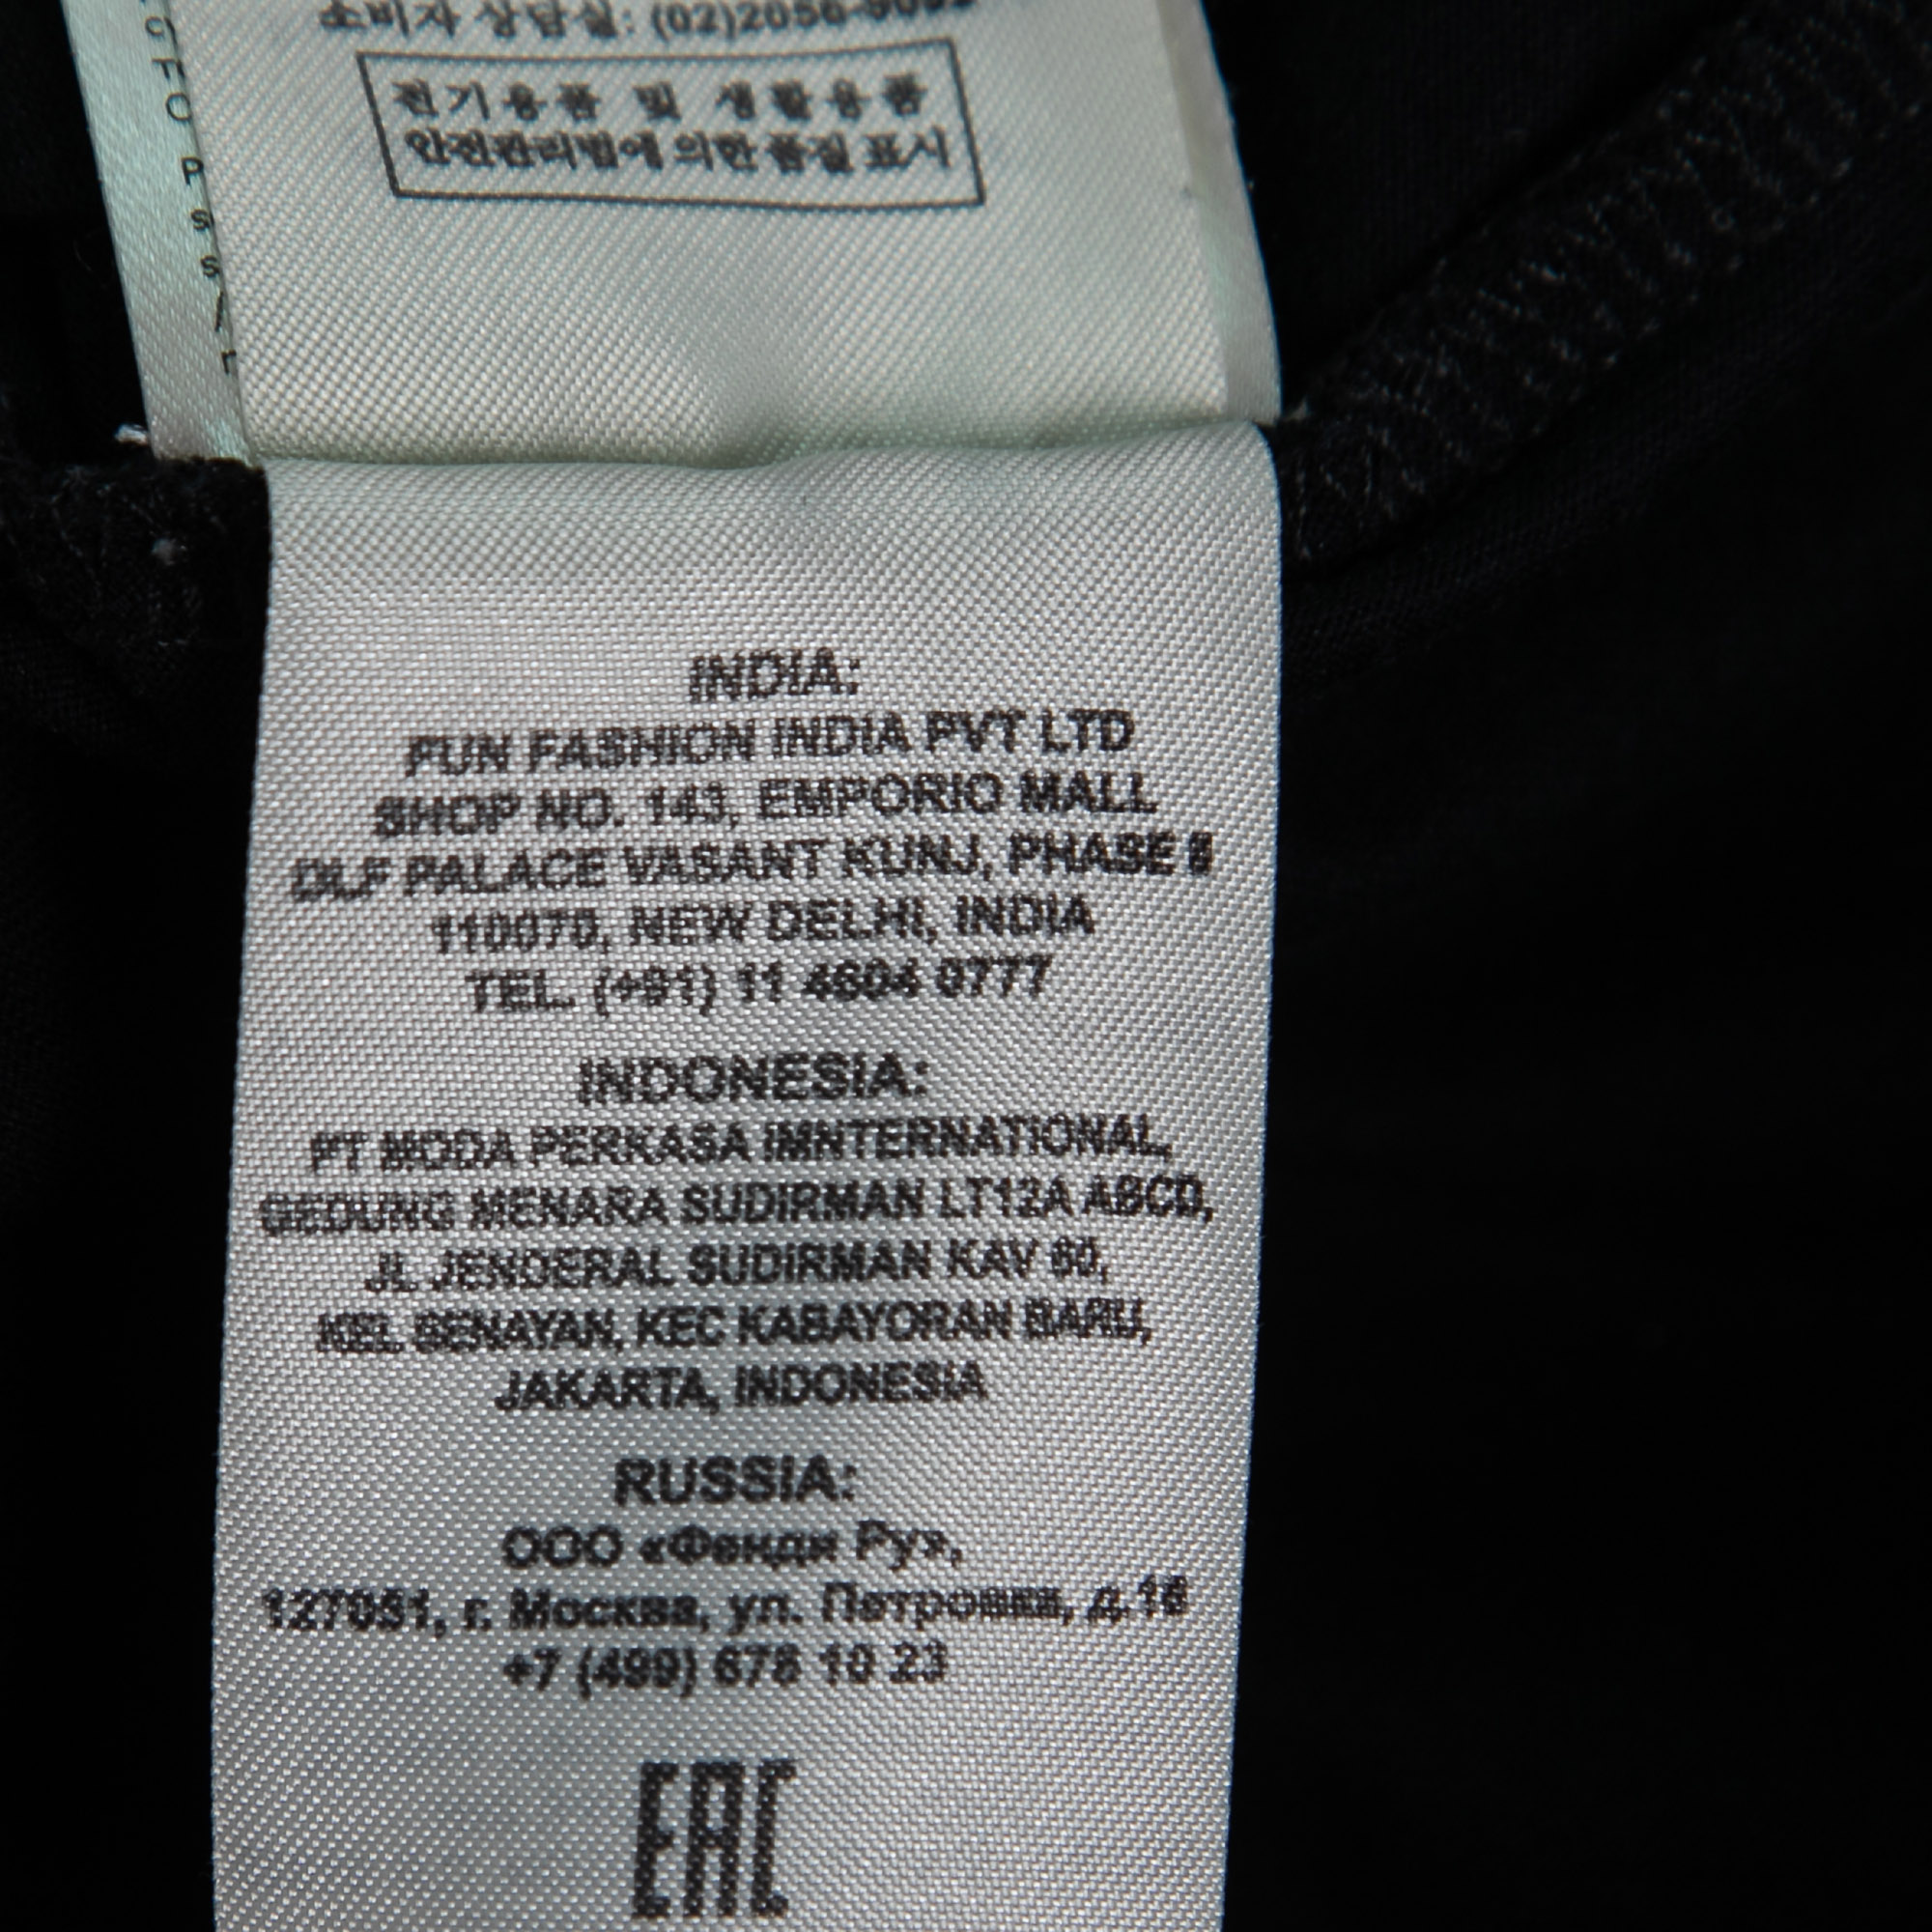 소비자 상담실: (02)2056-9
전기용품 및 생활용품
안전관리법에 의한 품질 표시
INDIA:
FUN FASHION INDIA PVT LTD
SHOP NO. 143, EMPORIO MALL
DLF PALACE VASANT KUNJ, PHASE II
110070, NEW DELHI, INDIA
TEL. (+91) 11 4604 0777
INDONESIA:
PT MODA PERKASA IMNTERNATIONAL,
GEDUNG MENARA SUDIRMAN LT12A ABCD,
JL JENDERAL SUDIRMAN KAV 60,
KEL SENAYAN, KEC KABAYORAN BARU,
JAKARTA, INDONESIA
RUSSIA:
ООО «Фенди Ру»,
127051, г. Москва, ул. Петровка, д.16
+7 (499) 678 10 23
EAC